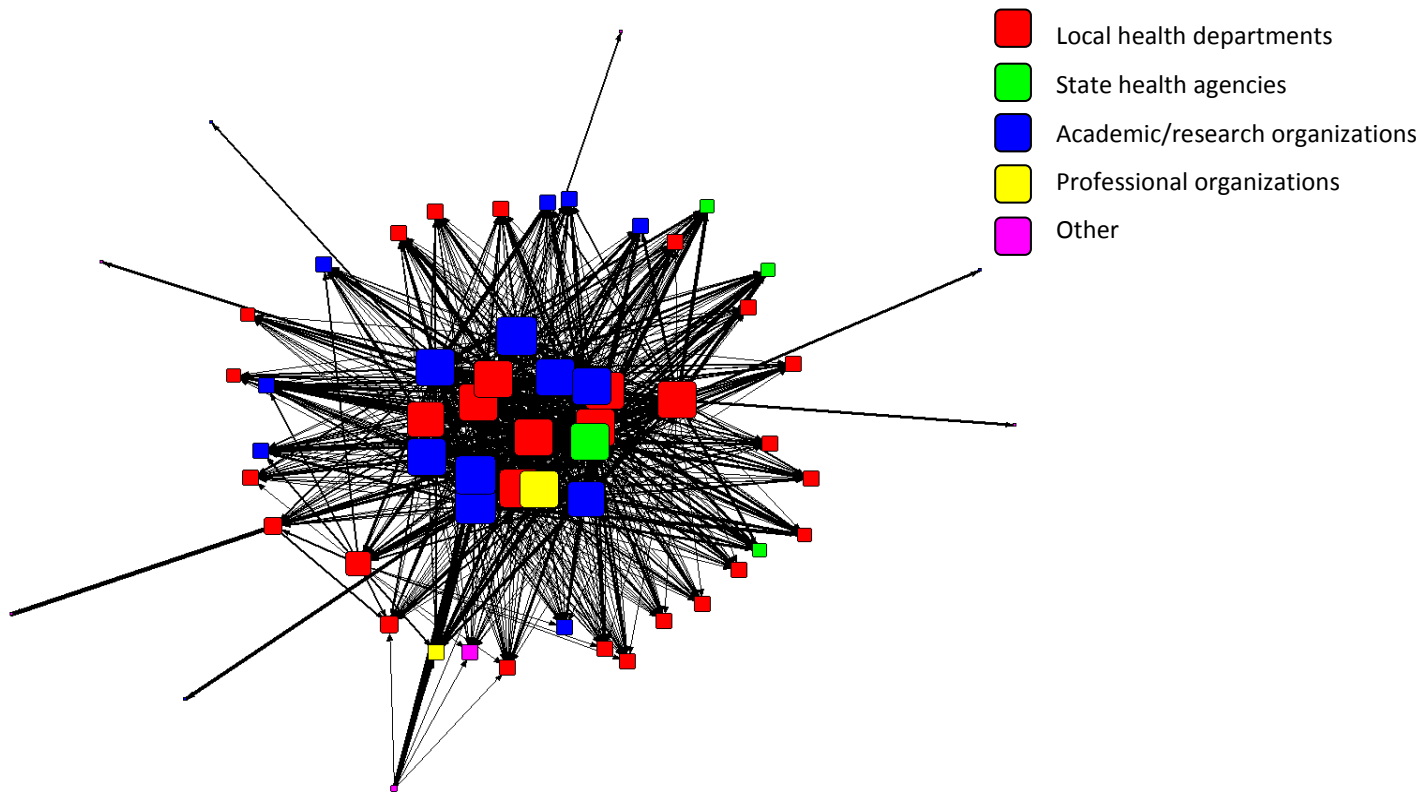 Local health departments
State health agencies
Academic/research organizations
Professional organizations
Other